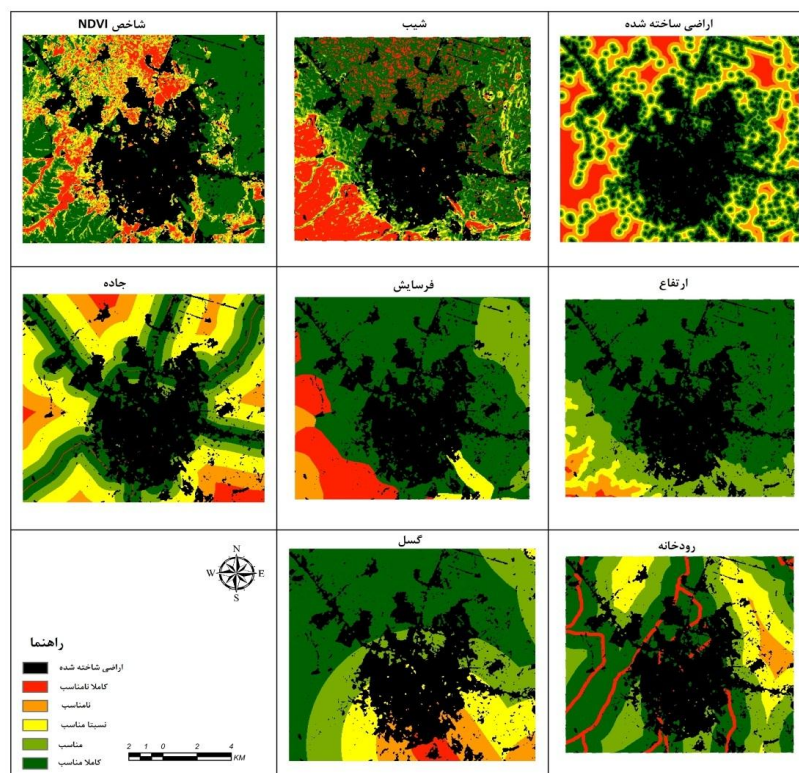 اراضی ساخته شده
شیب
شاخص NDVI
ارتفاع
فرسایش
جاده
رودخانه
گسل
N
W E
S
راهنما
اراضی شاخته شده
کاملا نامناسب
نامناسب
نسبتا مناسب
مناسب
کاملا مناسب
2 1 0 2 4
KM